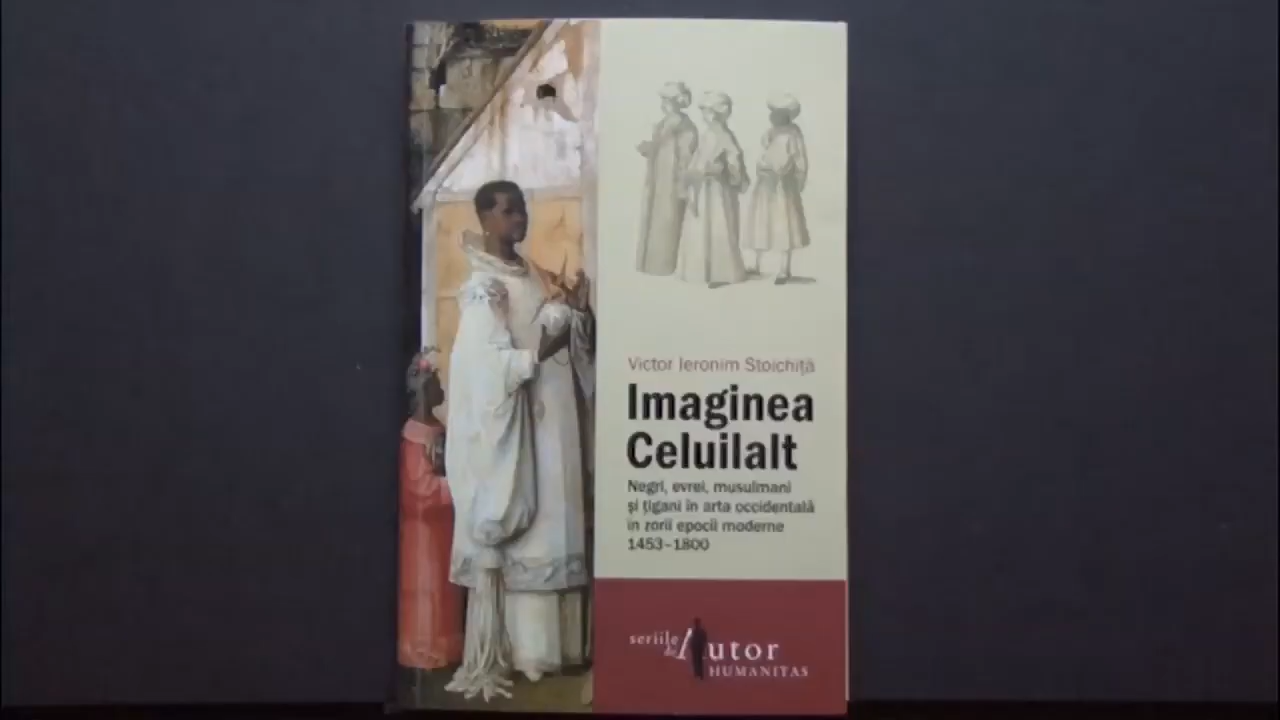 Victor Ieronim Stoichiță
Imaginea
Celuilalt
Negri, evrei, musulmani
și țigani în arta occidentală
în zorii epocii moderne
1453–1800
seriile de Autor
HUMANITAS